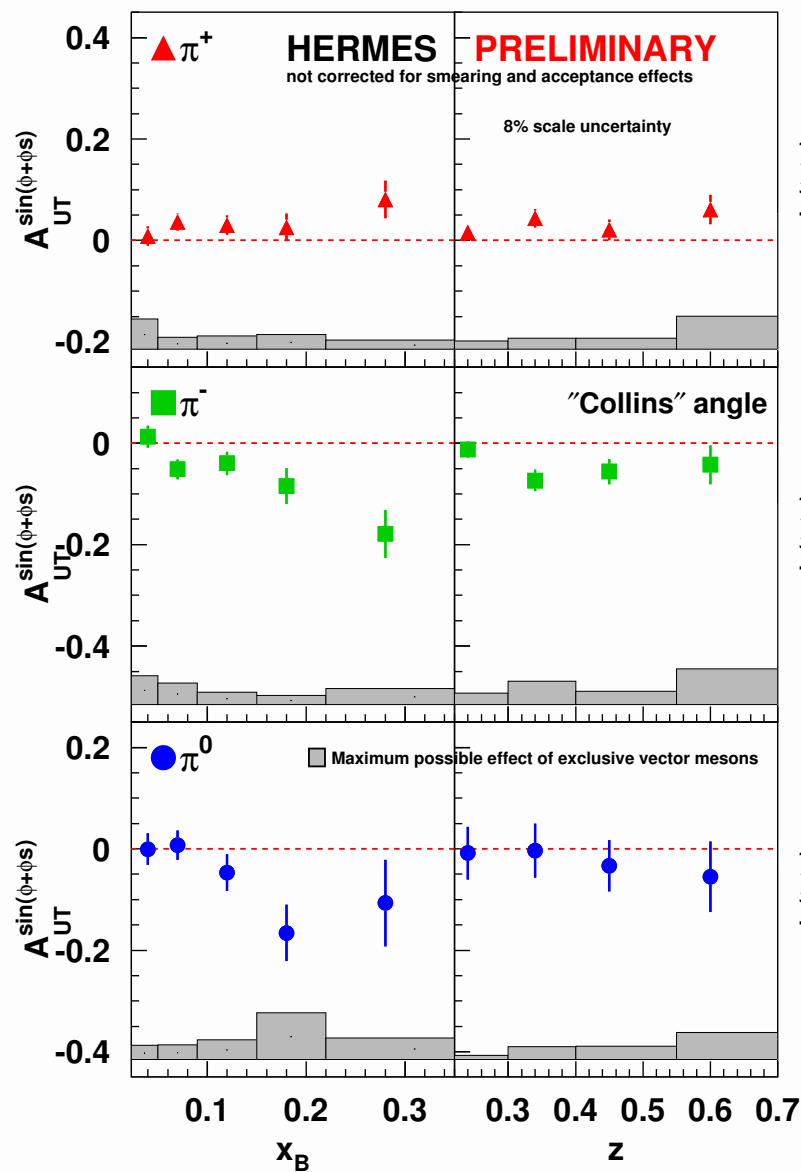 π+ HERMES PRELIMINARY
not corrected for smearing and acceptance effects
8% scale uncertainty
A UT sin(ϕ+ϕs)
0.4
0.2
0
-0.2
π- "Collins" angle
A UT sin(ϕ+ϕs)
0
-0.2
-0.4
π0 Maximum possible effect of exclusive vector mesons
A UT sin(ϕ+ϕs)
0.2
0
-0.2
-0.4
0.1 0.2 0.3 0.3 0.4 0.5 0.6 0.7
xB z